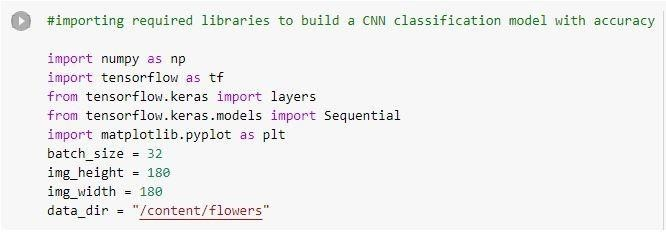 #importing required libraries to build a CNN classification model with accuracy
import numpy as np
import tensorflow as tf
from tensorflow.keras import layers
from tensorflow.keras.models import Sequential
import matplotlib.pyplot as plt
batch_size = 32
img_height = 180
img_width = 180
data_dir = "/content/flowers"